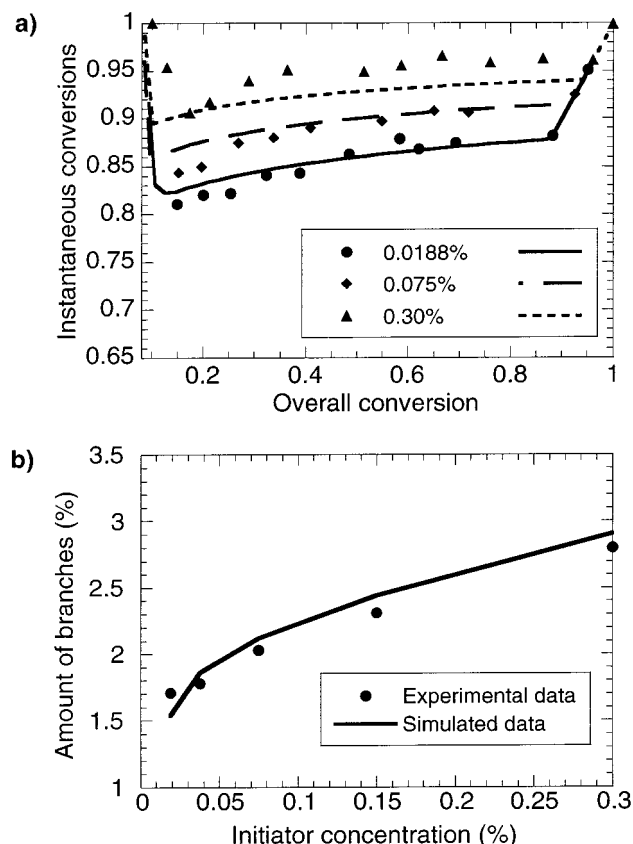 a)
Instantaneous conversions
1
0.95
0.9
0.85
0.8
0.75
0.7
0.65
0.0188%
0.075%
0.30%
0.2 0.4 0.6 0.8 1
Overall conversion
b)
Amount of branches (%)
3.5
3
2.5
2
1.5
1
Experimental data
Simulated data
0 0.05 0.1 0.15 0.2 0.25 0.3
Initiator concentration (%)